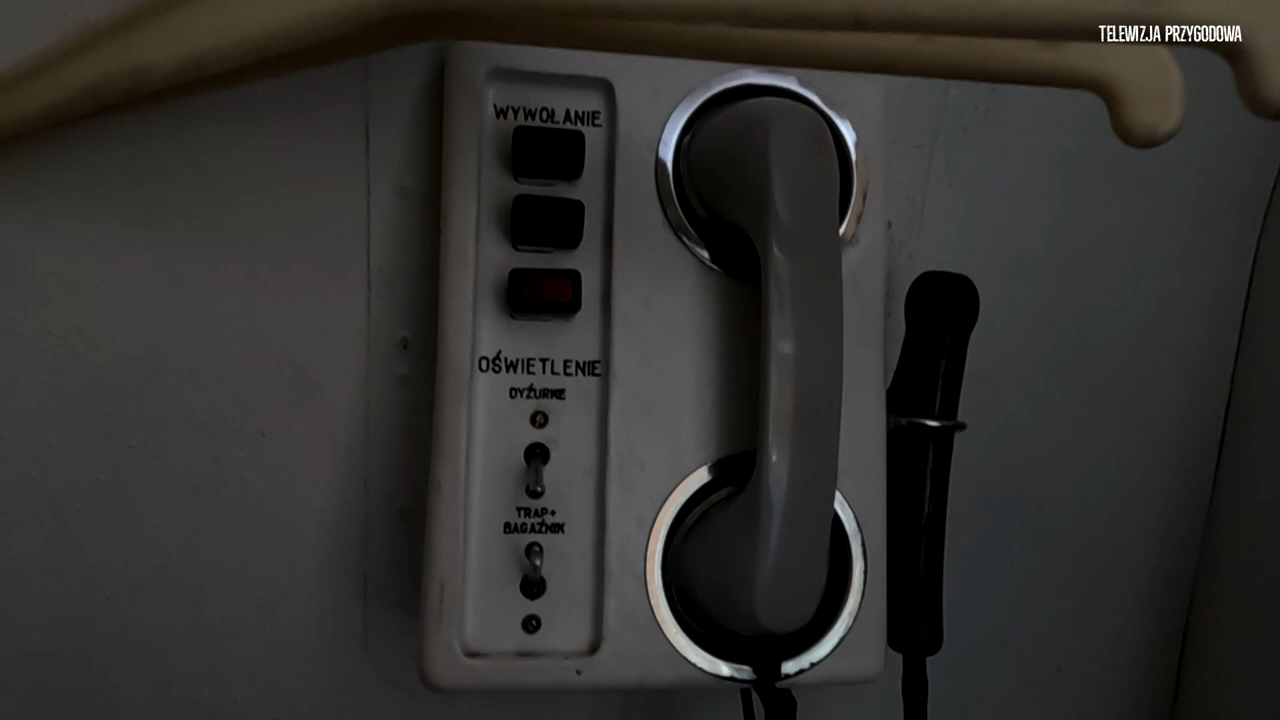 TELEWIZJA PRZYGODOWA
WYWOŁANIE
OŚWIETLENIE
DYŻURNE
TRAP+
BAGAŻNIK